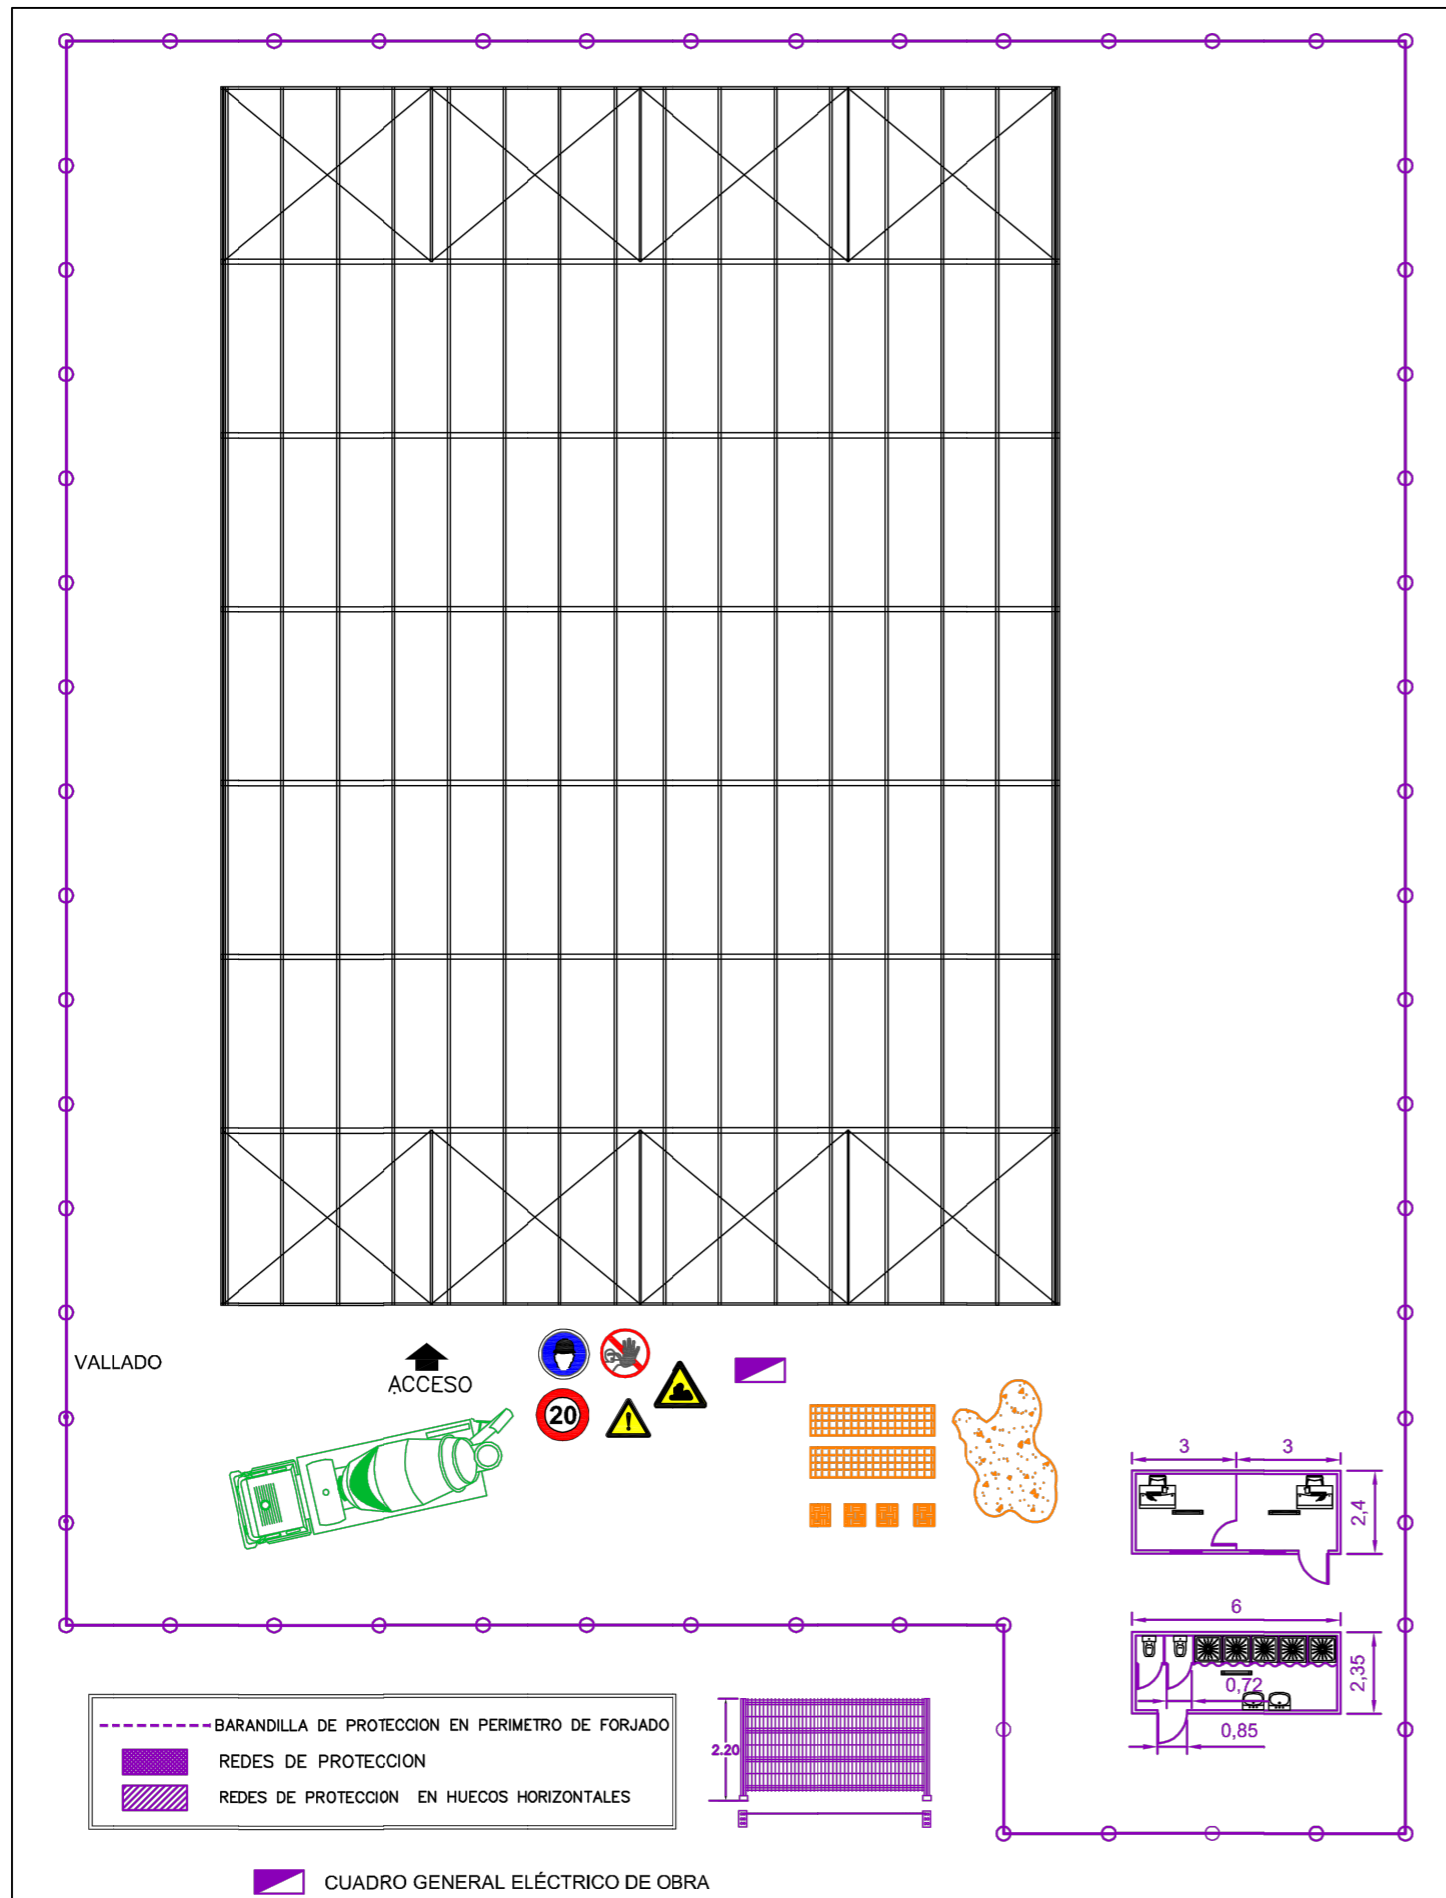 VALLADO
ACCESO
20
!
3
3
2,4
6
2,35
0,72
0,85
BARANDILLA DE PROTECCION EN PERIMETRO DE FORJADO
REDES DE PROTECCION
REDES DE PROTECCION EN HUECOS HORIZONTALES
2.20
CUADRO GENERAL ELÉCTRICO DE OBRA